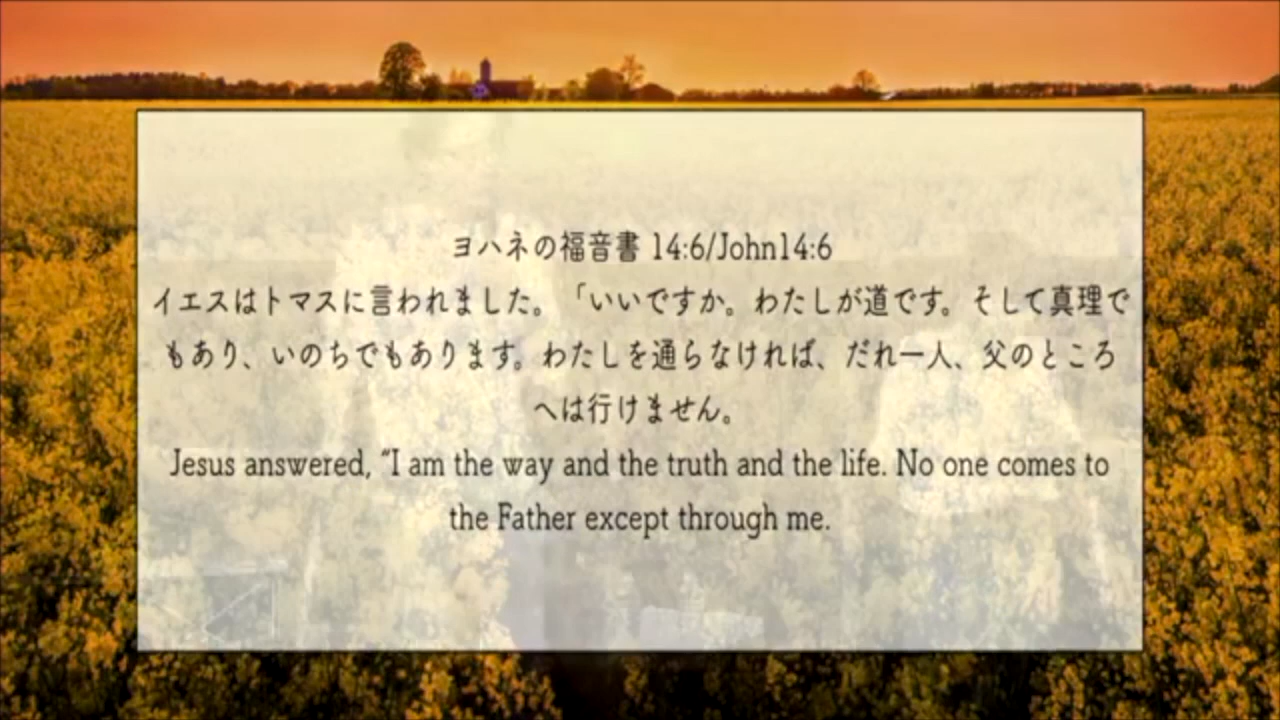 ヨハネの福音書 14:6/John14:6
イエスはトマスに言われました。「いいですか。わたしが道です。そして真理で
もあり、いのちでもあります。わたしを通らなければ、だれ一人、父のところ
へは行けません。
Jesus answered, “I am the way and the truth and the life. No one comes to
the Father except through me.